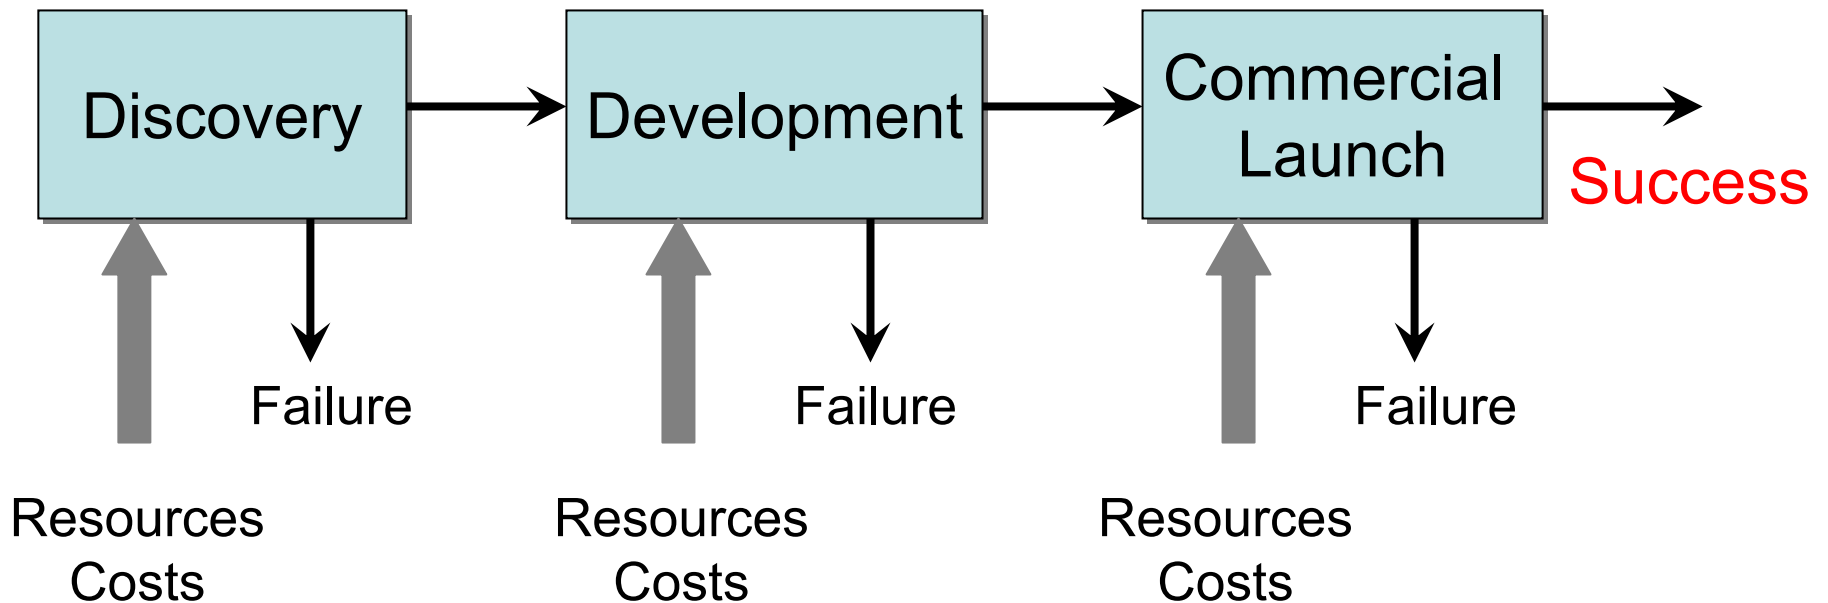 Discovery
Development
Commercial
Launch
Success
Failure
Failure
Failure
Resources
Costs
Resources
Costs
Resources
Costs